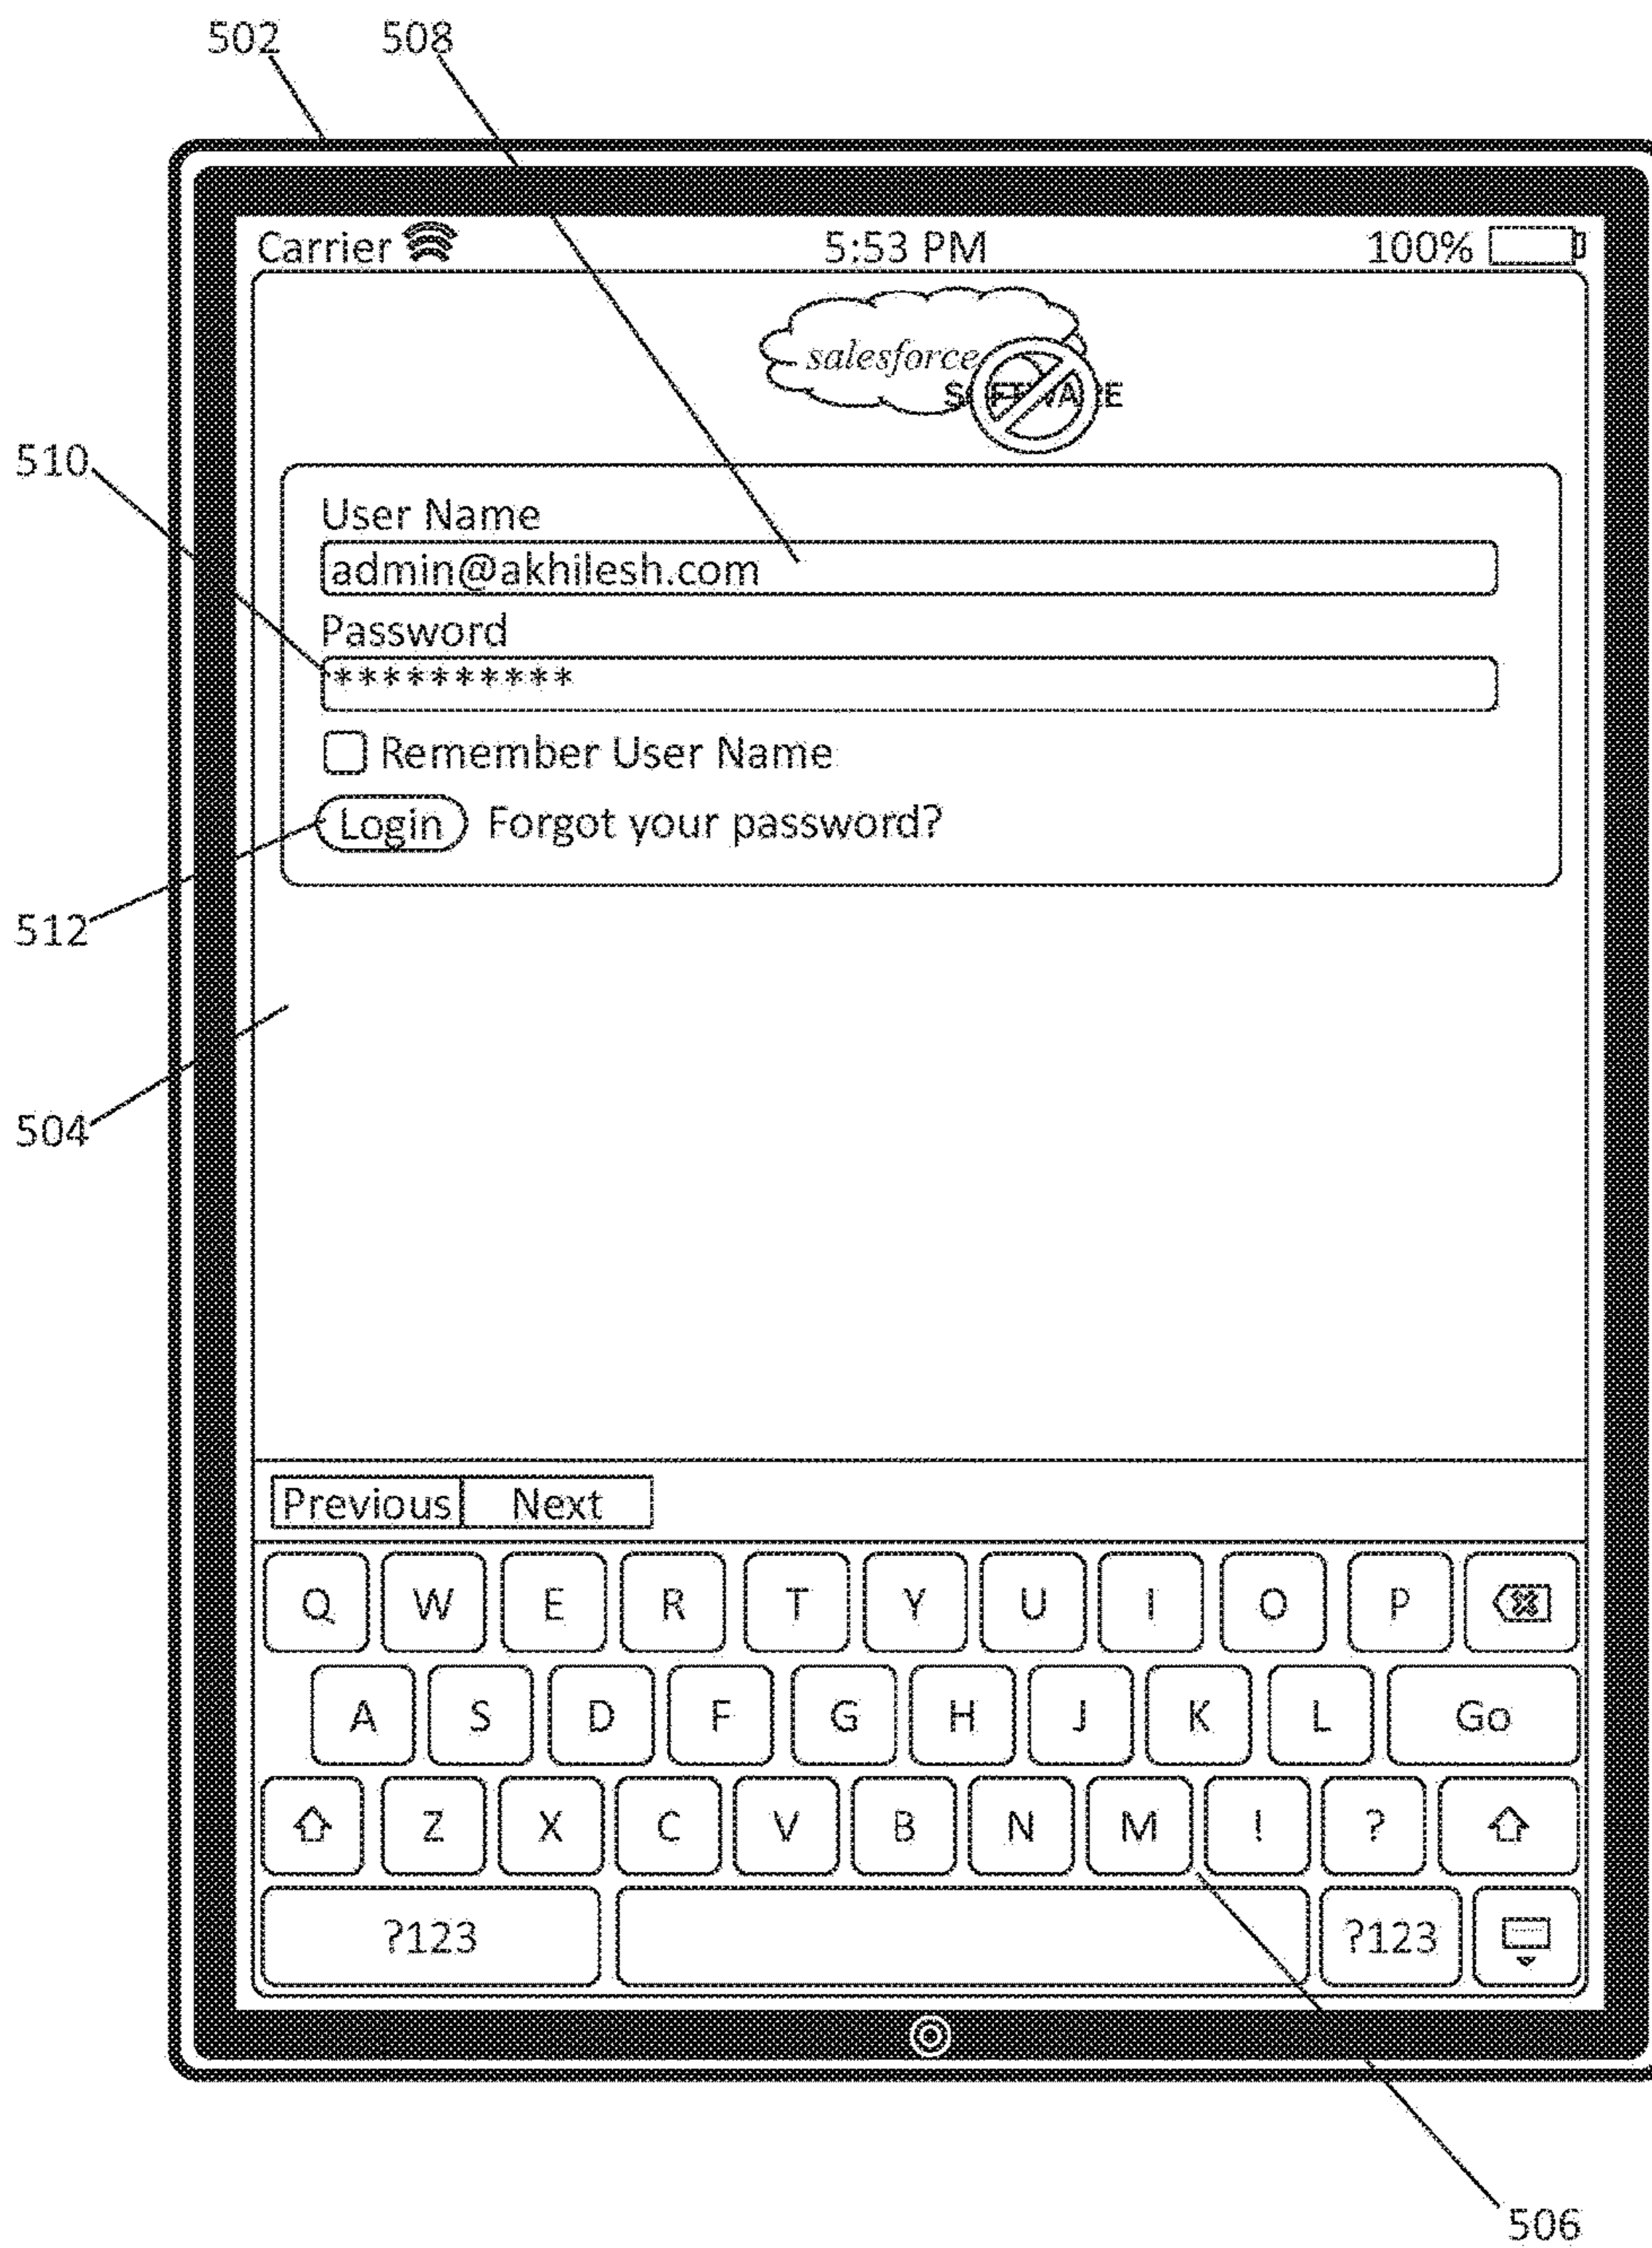 502 508
Carrier 5:53 PM 100%
salesforce
SOFTWARE
510
User Name
admin@akhilesh.com
Password
**********
Remember User Name
Login Forgot your password?
512
504
Previous Next
Q W E R T Y U I O P
A S D F G H J K L Go
Z X C V B N M ! ?
?123 ?123
506